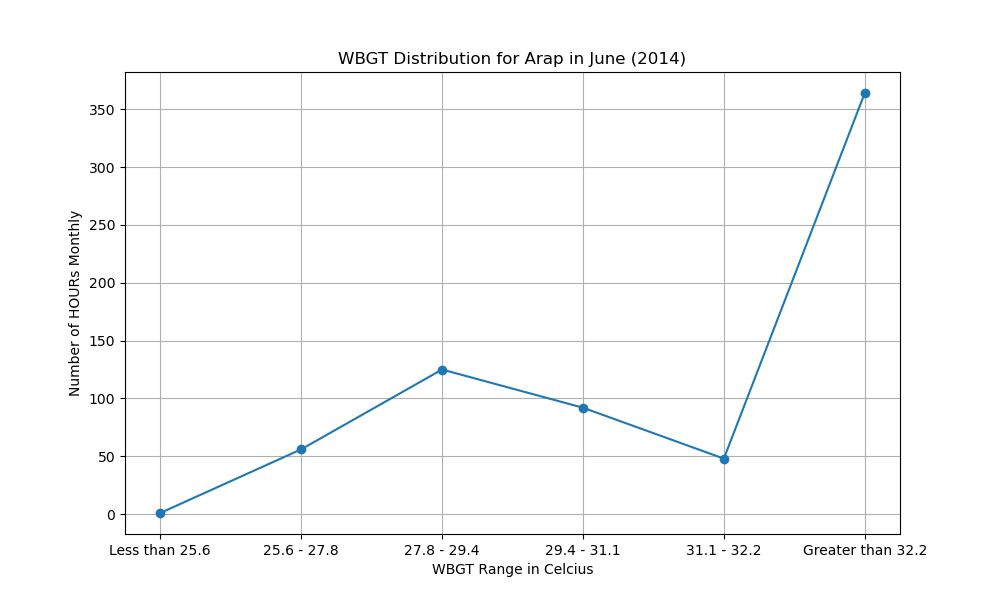 WBGT Distribution for Arap in June (2014)
Number of HOURs Monthly
350
300
250
200
150
100
50
0
Less than 25.6 25.6 - 27.8 27.8 - 29.4 29.4 - 31.1 31.1 - 32.2 Greater than 32.2
WBGT Range in Celcius